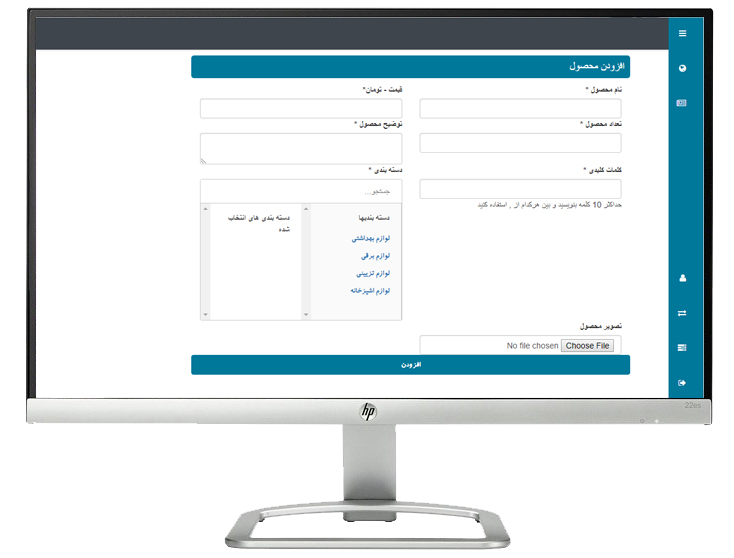 افزودن محصول
نام محصول *
قیمت - تومان*
تعداد محصول *
توضیح محصول *
کلمات کلیدی *
دسته بندی *
حداکثر 10 کلمه بنویسید و بین هرکدام از , استفاده کنید
جستجو...
دسته بندیها
لوازم بهداشتی
لوازم برقی
لوازم تزیینی
لوازم اشپزخانه
دسته بندی های انتخاب
شده
تصویر محصول
Choose File No file chosen
افزودن
hp
22es